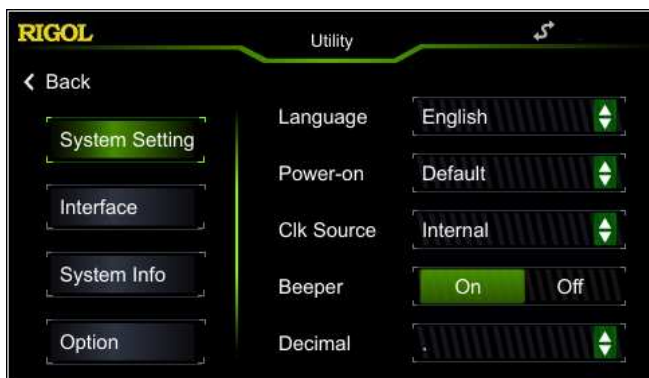 RIGOL
Utility
Back
System Setting
Interface
System Info
Option
Language English
Power-on Default
Clk Source Internal
Beeper On Off
Decimal .